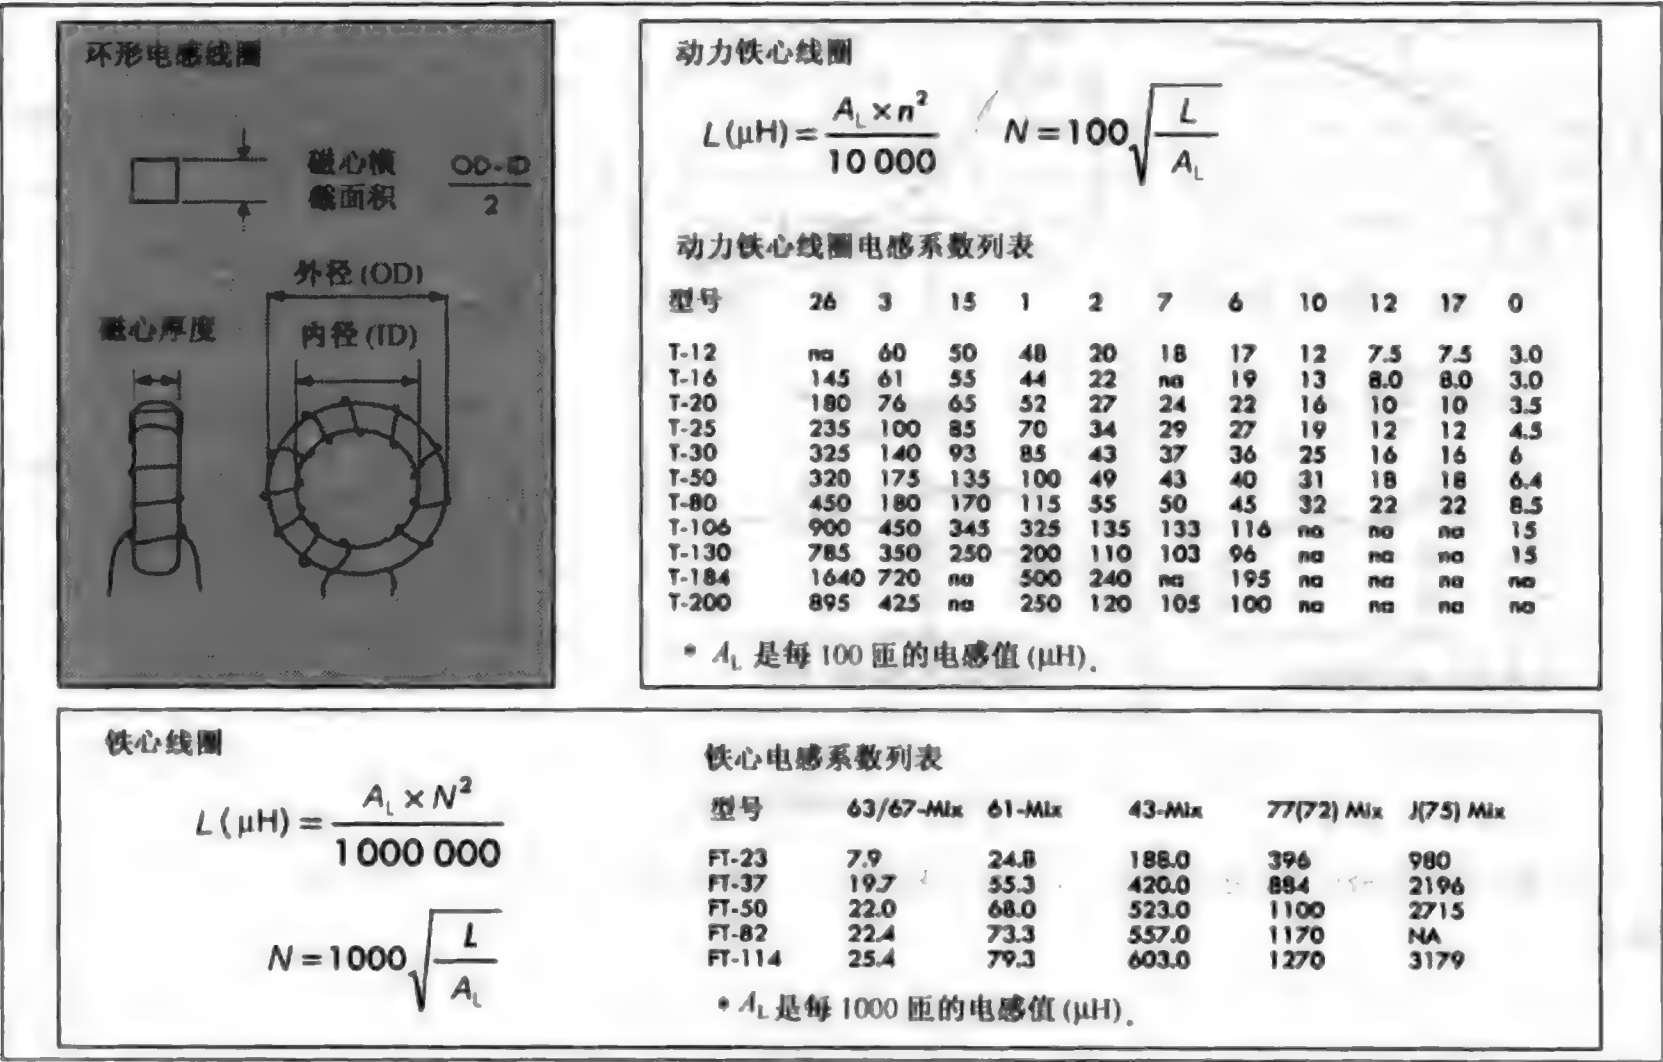 环形电感线圈
磁心横截面积
OD-ID
2
外径 (OD)
内径 (ID)
磁心厚度
动力铁心线圈
L(μH) = A_L × n² / 10 000  N = 100 √(L / A_L)
动力铁心线圈电感系数列表
型号 26 3 15 1 2 7 6 10 12 17 0
T-12 na 60 50 48 20 18 17 12 7.5 7.5 3.0
T-16 145 61 55 44 22 na 19 13 8.0 8.0 3.0
T-20 180 76 65 52 27 24 22 16 10 10 3.5
T-25 235 100 85 70 34 29 27 19 12 12 4.5
T-30 325 140 93 85 43 37 36 25 16 16 6
T-50 320 175 135 100 49 43 40 31 18 18 6.4
T-80 450 180 170 115 55 50 45 32 22 22 8.5
T-106 900 450 345 325 135 133 116 na na na 15
T-130 785 350 250 200 110 103 96 na na na 15
T-184 1640 720 na 500 240 na 195 na na na na
T-200 895 425 na 250 120 105 100 na na na na
* A_L 是每 100 匝的电感值 (μH)。
铁心线圈
L(μH) = A_L × N² / 1000 000
N = 1000 √(L / A_L)
铁心电感系数列表
型号 63/67-Mix 61-Mix 43-Mix 77(72) Mix J(75) Mix
FT-23 7.9 24.8 188.0 396 980
FT-37 19.7 55.3 420.0 884 2196
FT-50 22.0 68.0 523.0 1100 2715
FT-82 22.4 73.3 557.0 1170 NA
FT-114 25.4 79.3 603.0 1270 3179
* A_L 是每 1000 匝的电感值 (μH)。